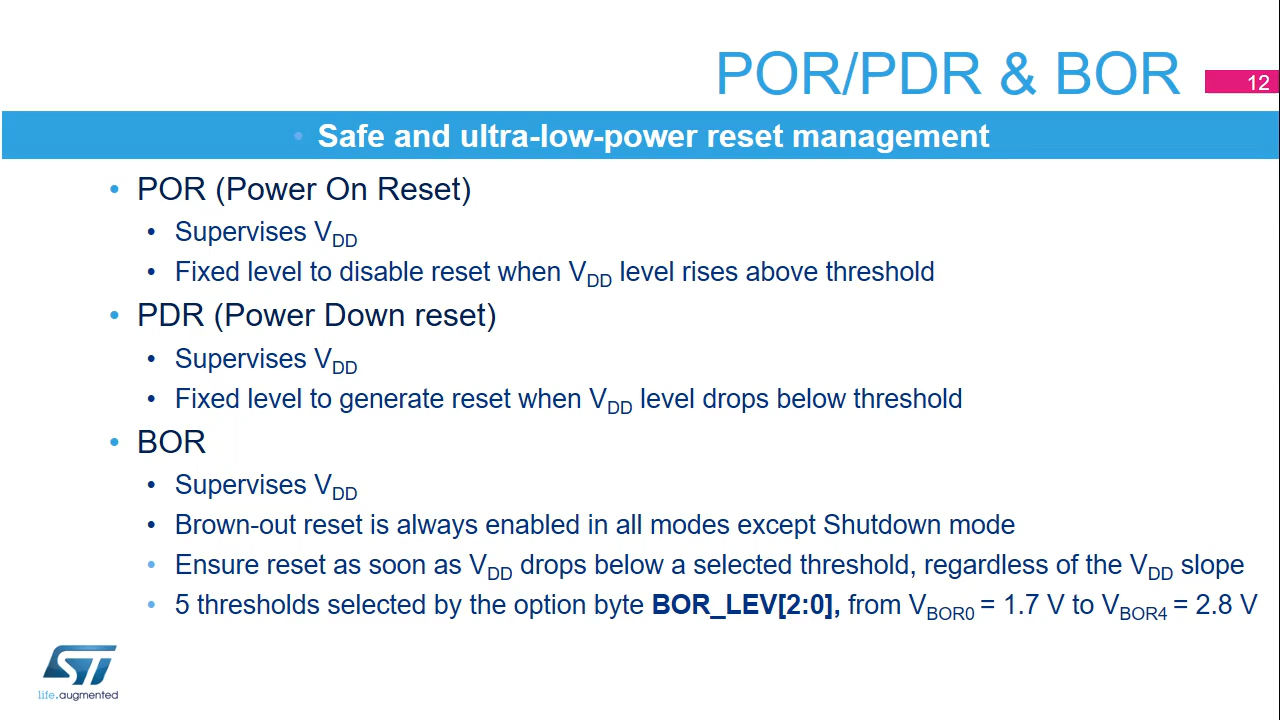 POR/PDR & BOR
12
• Safe and ultra-low-power reset management
• POR (Power On Reset)
• Supervises VDD
• Fixed level to disable reset when VDD level rises above threshold
• PDR (Power Down reset)
• Supervises VDD
• Fixed level to generate reset when VDD level drops below threshold
• BOR
• Supervises VDD
• Brown-out reset is always enabled in all modes except Shutdown mode
• Ensure reset as soon as VDD drops below a selected threshold, regardless of the VDD slope
• 5 thresholds selected by the option byte BOR_LEV[2:0], from VBOR0 = 1.7 V to VBOR4 = 2.8 V
ST
life.augmented